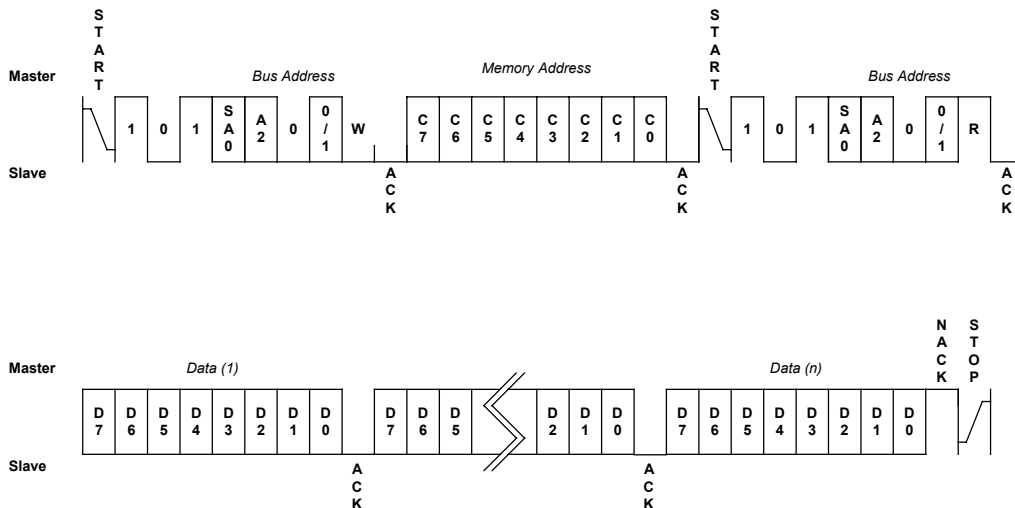 START START
Master Bus Address Memory Address Bus Address
1 0 1 SA0 A2 0 0/1 W C7 C6 C5 C4 C3 C2 C1 C0 1 0 1 SA0 A2 0 0/1 R
Slave
ACK ACK ACK
NACK STOP
Master Data (1) Data (n)
D7 D6 D5 D4 D3 D2 D1 D0 D7 D6 D5 D2 D1 D0 D7 D6 D5 D4 D3 D2 D1 D0
Slave
ACK ACK